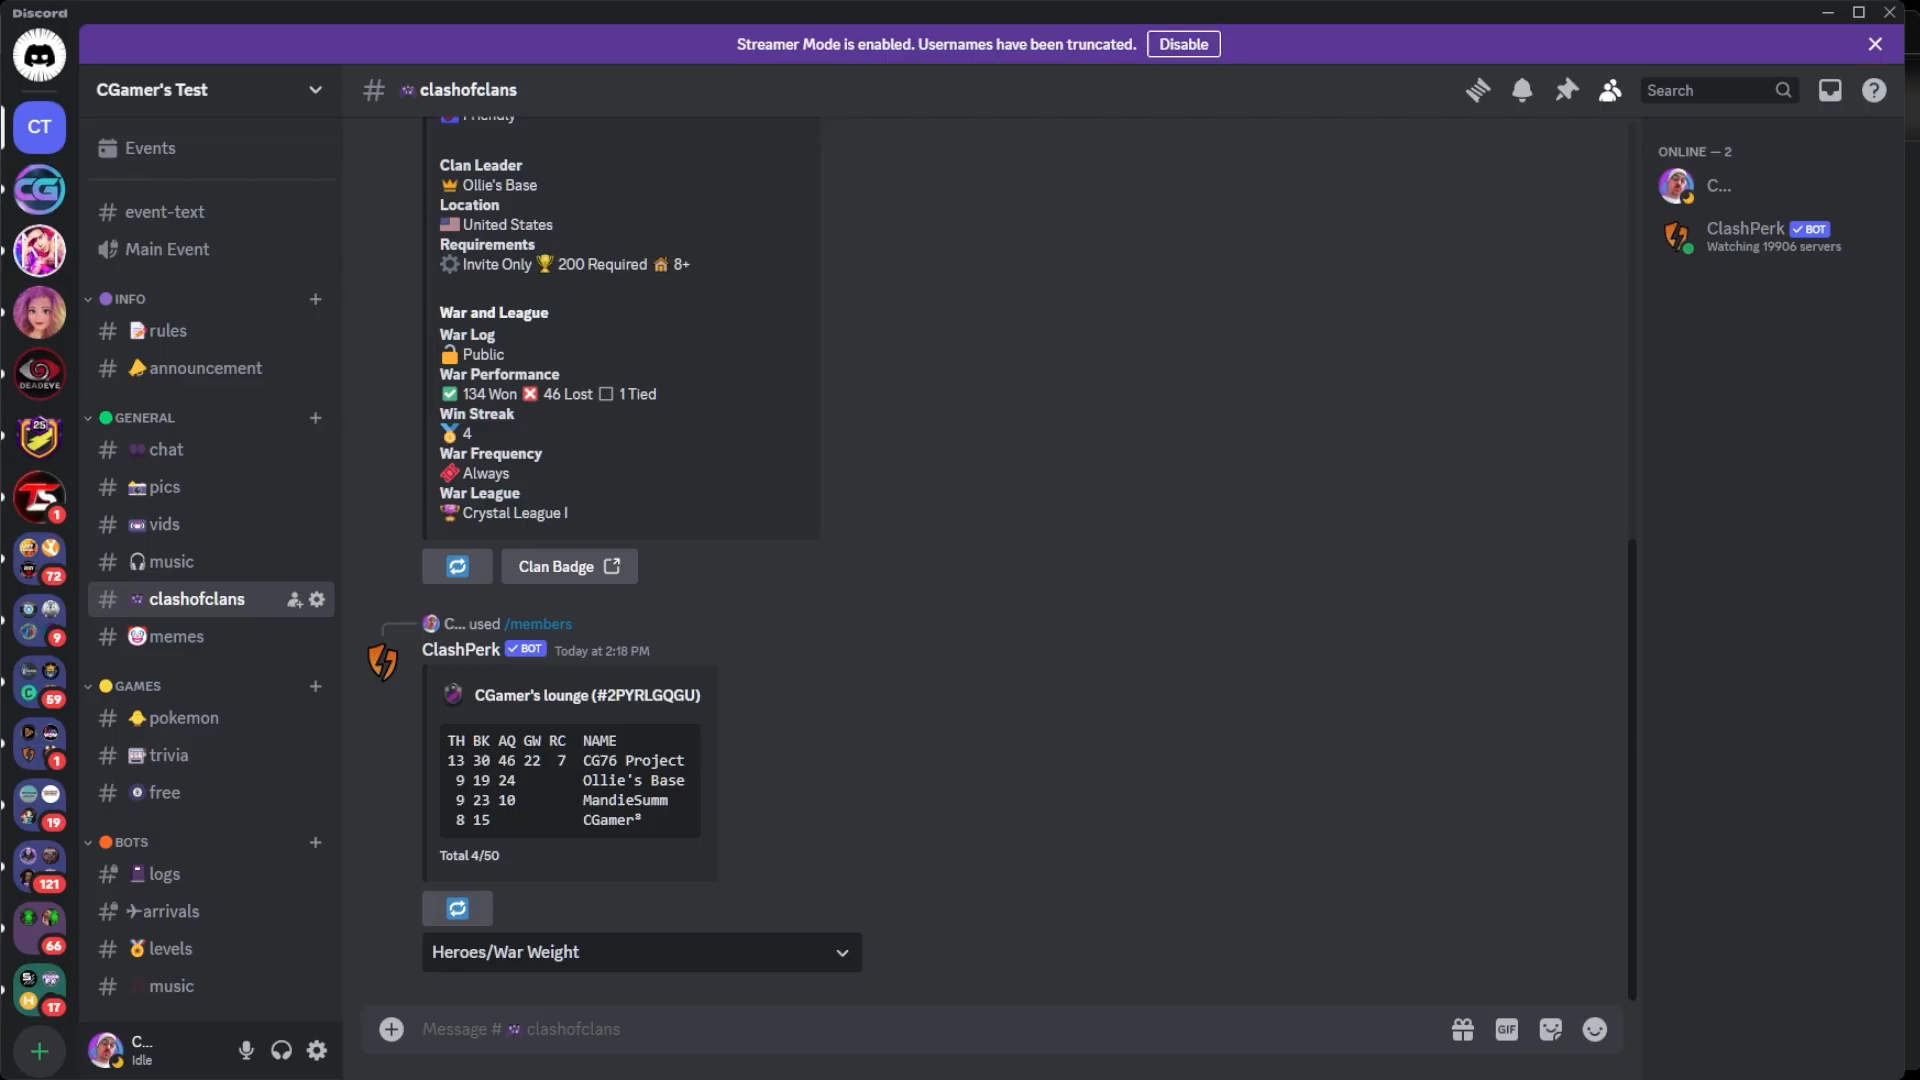 Discord
Streamer Mode is enabled. Usernames have been truncated. Disable
CGamer's Test
clashofclans
Search
CT
Events
event-text
Main Event
INFO
rules
announcement
GENERAL
chat
pics
vids
music
clashofclans
memes
GAMES
pokemon
trivia
free
BOTS
logs
arrivals
levels
music
C...
Idle
DEADEYE
25
TS
1
72
9
59
1
19
121
66
17
Friendly
Clan Leader
Ollie's Base
Location
United States
Requirements
Invite Only 200 Required 8+
War and League
War Log
Public
War Performance
134 Won 46 Lost 1 Tied
Win Streak
4
War Frequency
Always
War League
Crystal League I
Clan Badge
C... used /members
ClashPerk BOT Today at 2:18 PM
CGamer's lounge (#2PYRLGQGU)
TH BK AQ GW RC NAME
13 30 46 22 7 CG76 Project
9 19 24 Ollie's Base
9 23 10 MandieSumm
8 15 CGamer⁸
Total 4/50
Heroes/War Weight
Message # clashofclans
GIF
ONLINE — 2
C...
ClashPerk BOT
Watching 19906 servers